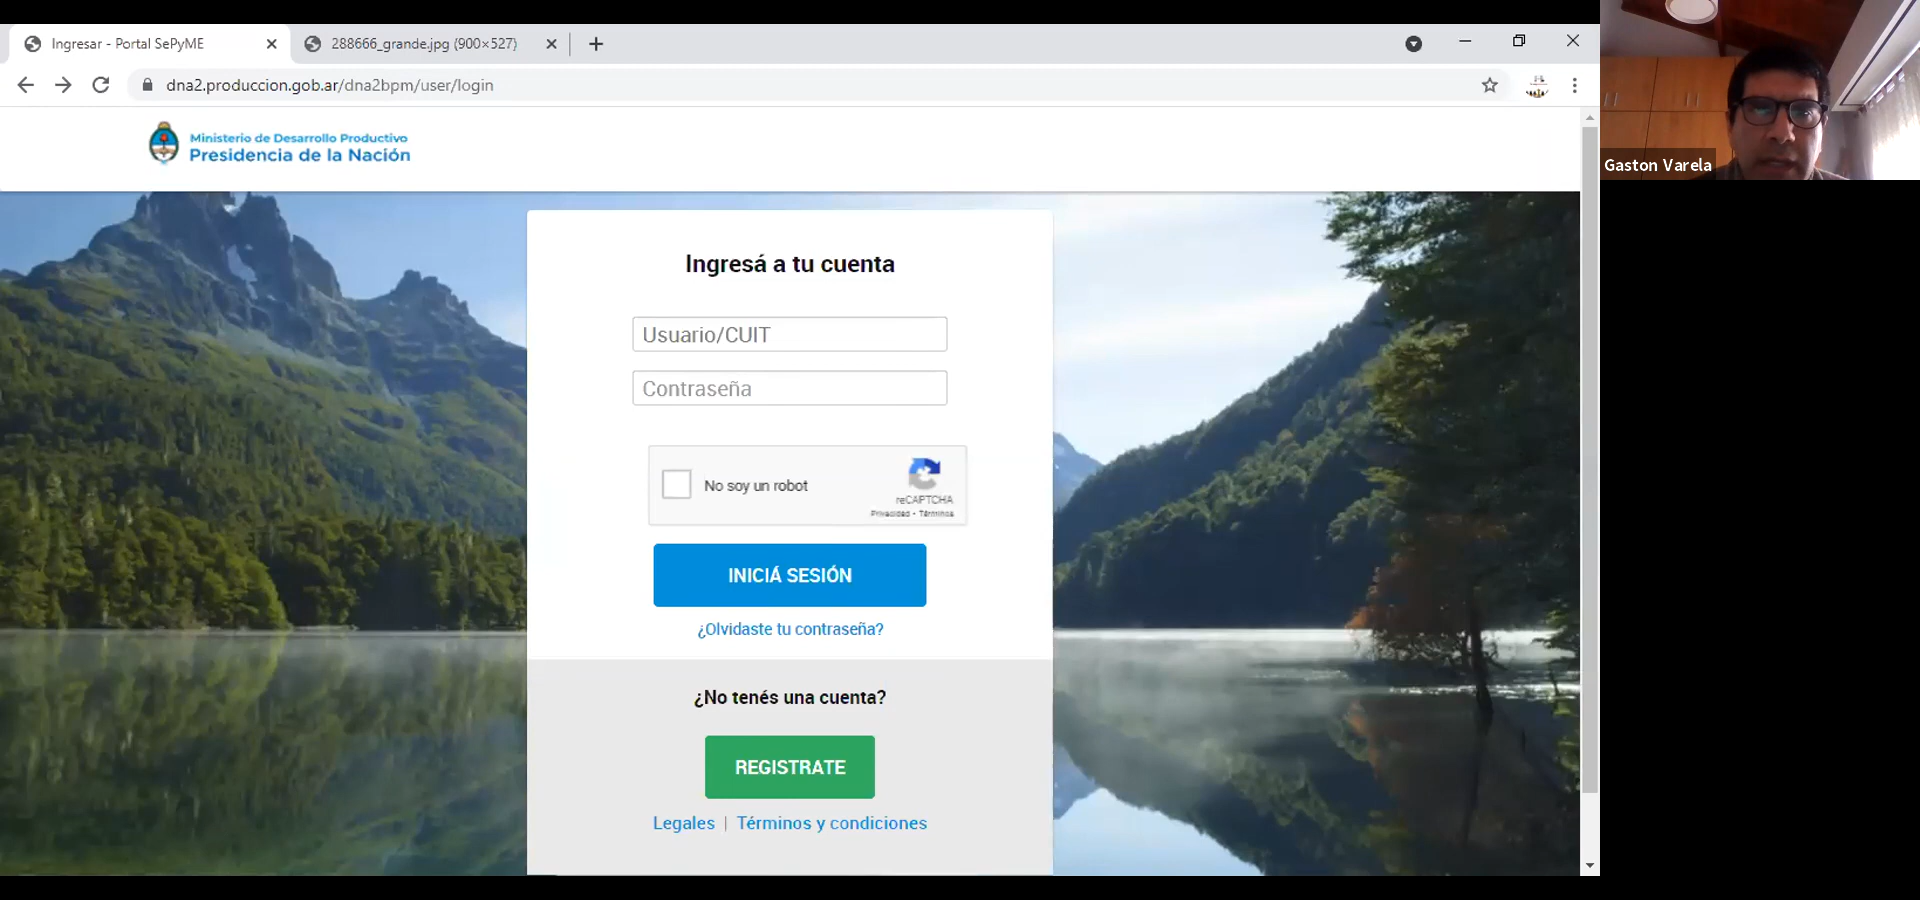 Ingresar - Portal SePyME
288666_grande.jpg (900×527)
dna2.produccion.gob.ar/dna2bpm/user/login
Ministerio de Desarrollo Productivo
Presidencia de la Nación
Gaston Varela
Ingresá a tu cuenta
Usuario/CUIT
Contraseña
No soy un robot
reCAPTCHA
Privacidad - Términos
INICIÁ SESIÓN
¿Olvidaste tu contraseña?
¿No tenés una cuenta?
REGISTRATE
Legales | Términos y condiciones